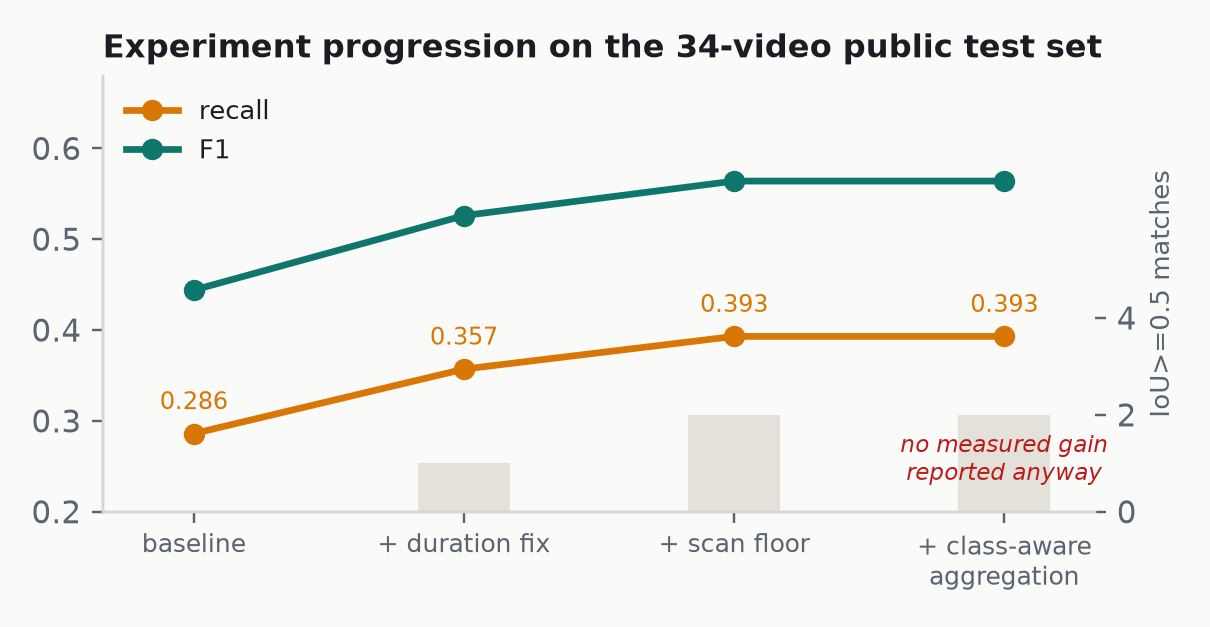 Experiment progression on the 34-video public test set
recall
F1
0.6
0.5
0.4
0.3
0.2
0.286
0.357
0.393
0.393
4
2
0
IoU>=0.5 matches
no measured gain
reported anyway
baseline
+ duration fix
+ scan floor
+ class-aware
aggregation